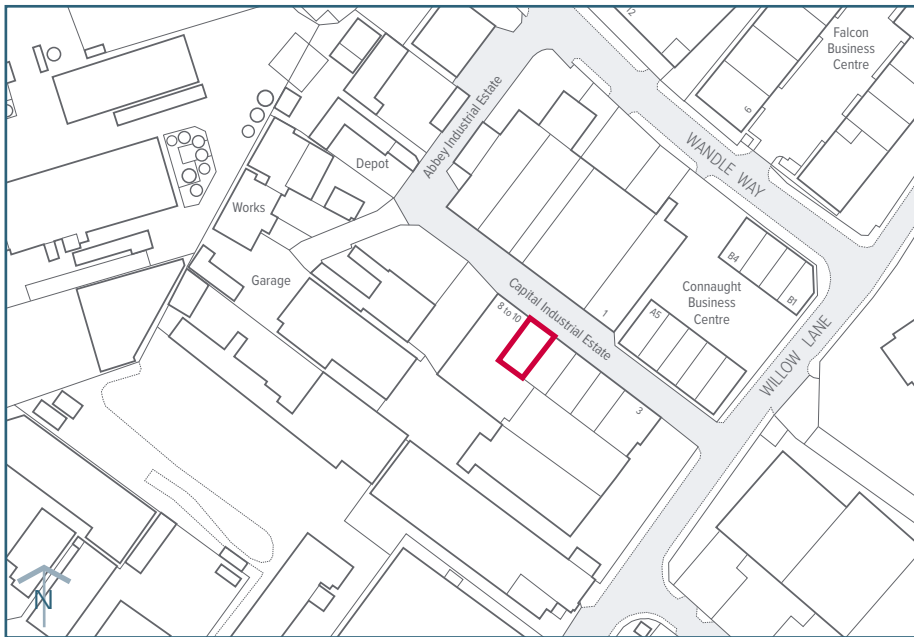 12
Falcon
Business
Centre
6
Abbey Industrial Estate
WANDLE WAY
Depot
Works
B4
Garage
Connaught
Business
Centre
B1
Capital Industrial Estate
8 to 10
1
A5
WILLOW LANE
3
N